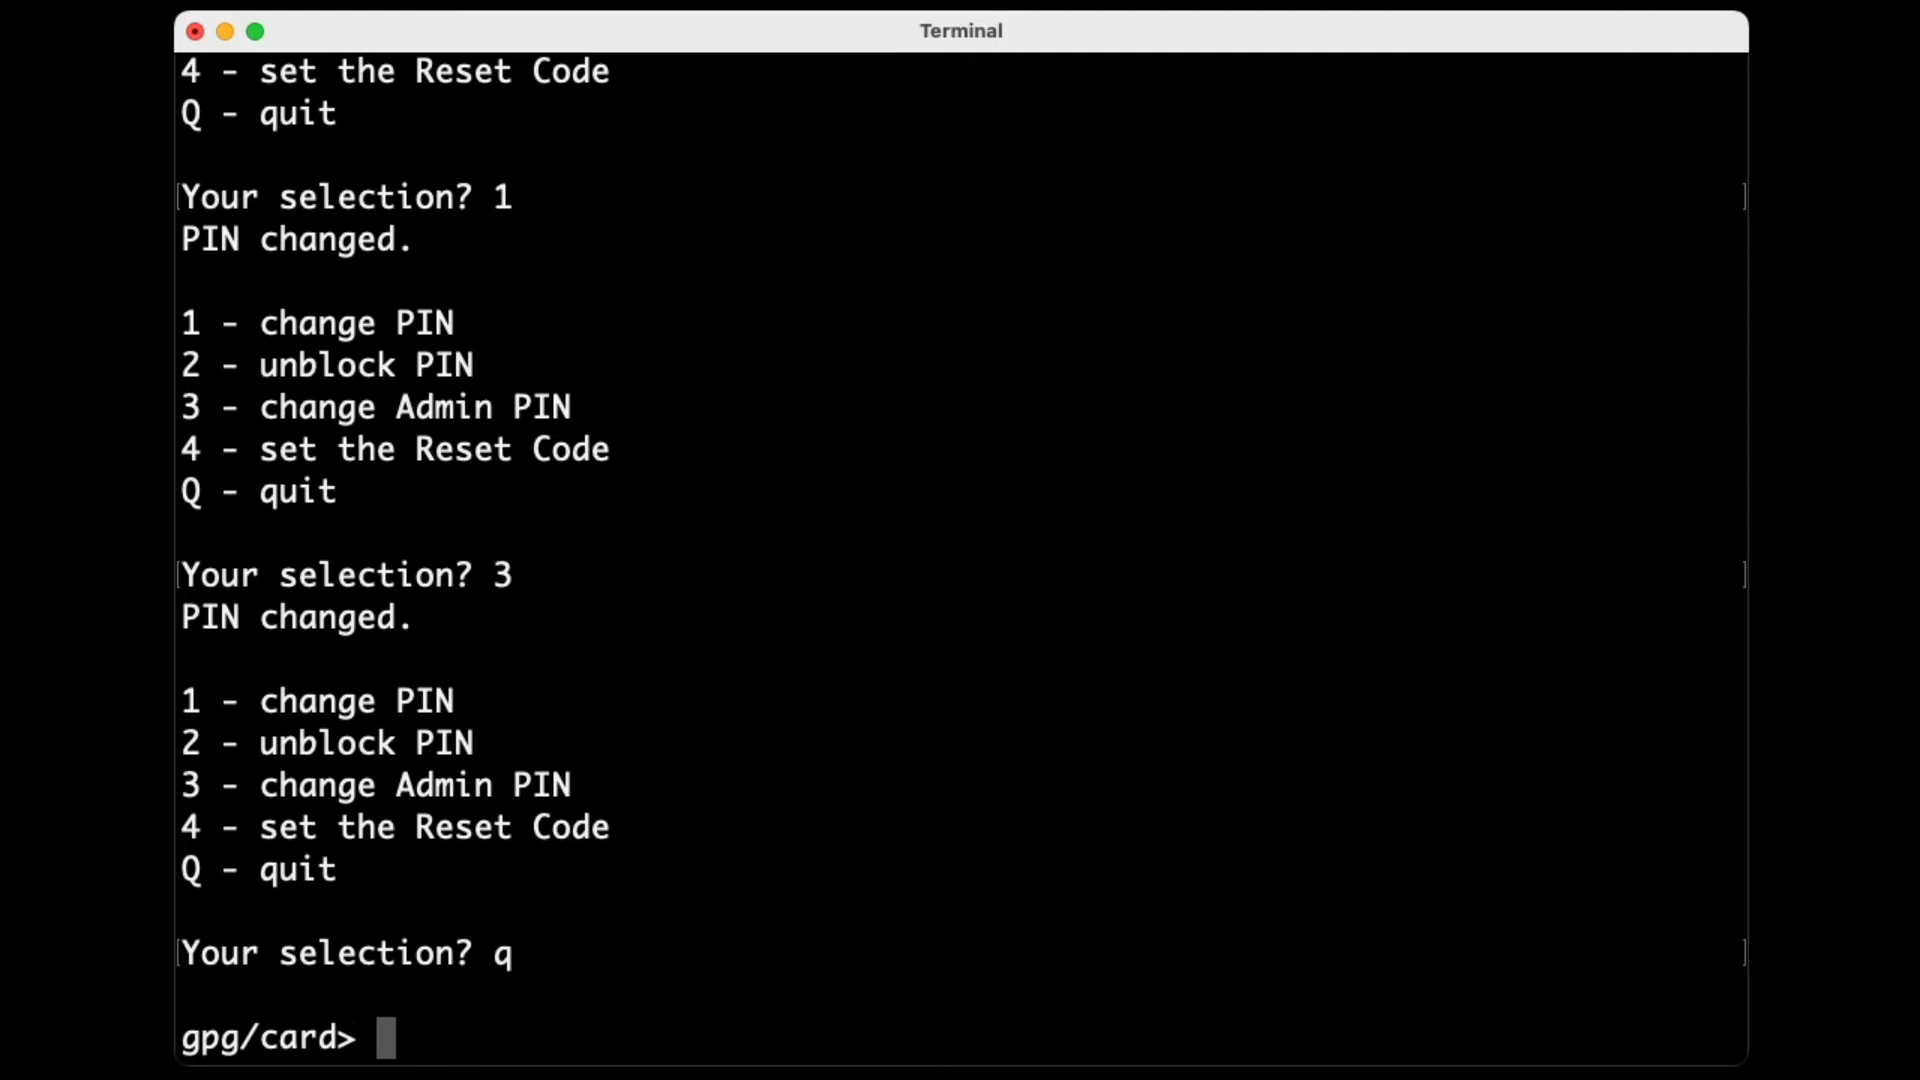 Terminal
4 - set the Reset Code
Q - quit
[Your selection? 1 ]
PIN changed.
1 - change PIN
2 - unblock PIN
3 - change Admin PIN
4 - set the Reset Code
Q - quit
[Your selection? 3 ]
PIN changed.
1 - change PIN
2 - unblock PIN
3 - change Admin PIN
4 - set the Reset Code
Q - quit
[Your selection? q ]
gpg/card>